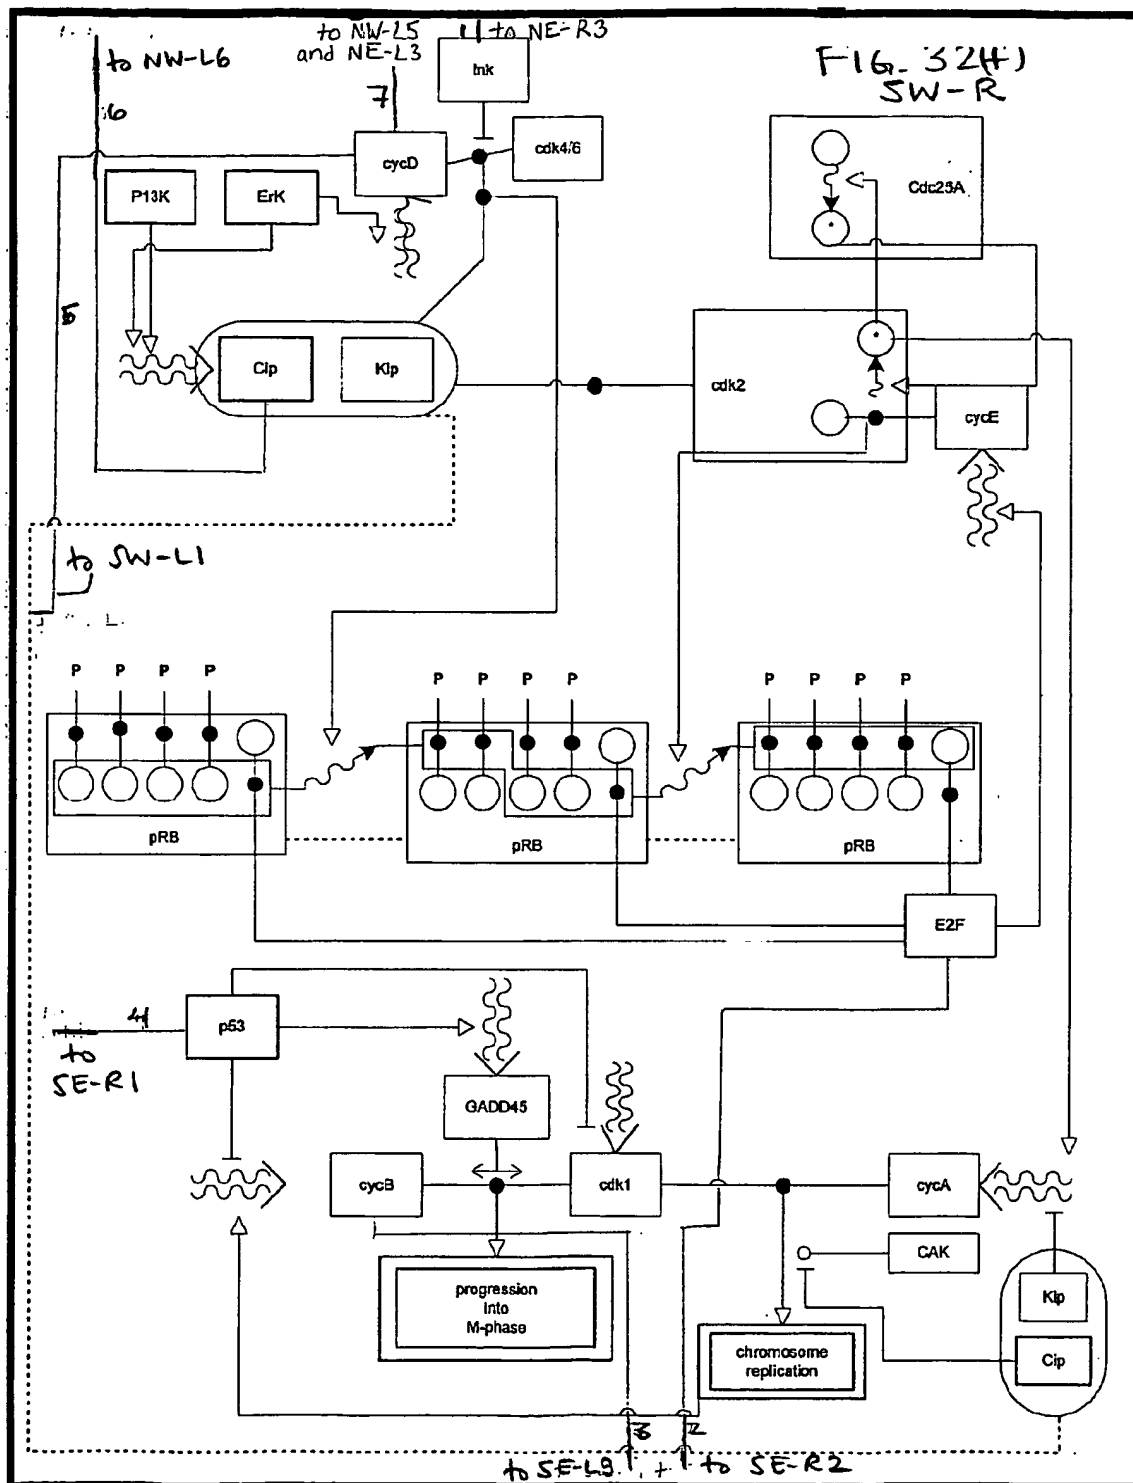 to NW-L6
to NW-L5
and NE-L3
to NE-R3
FIG. 32(H)
SW-R
6
7
Ink
cycD
cdk4/6
P13K
ErK
Cdc25A
5
Cip
Kip
cdk2
cycE
to SW-L1
P P P P
P P P P
P P P P
pRB
pRB
pRB
E2F
4
p53
to
SE-R1
GADD45
cycB
cdk1
cycA
CAK
progression
into
M-phase
Kip
Cip
chromosome
replication
3
2
to SE-L9
to SE-R2